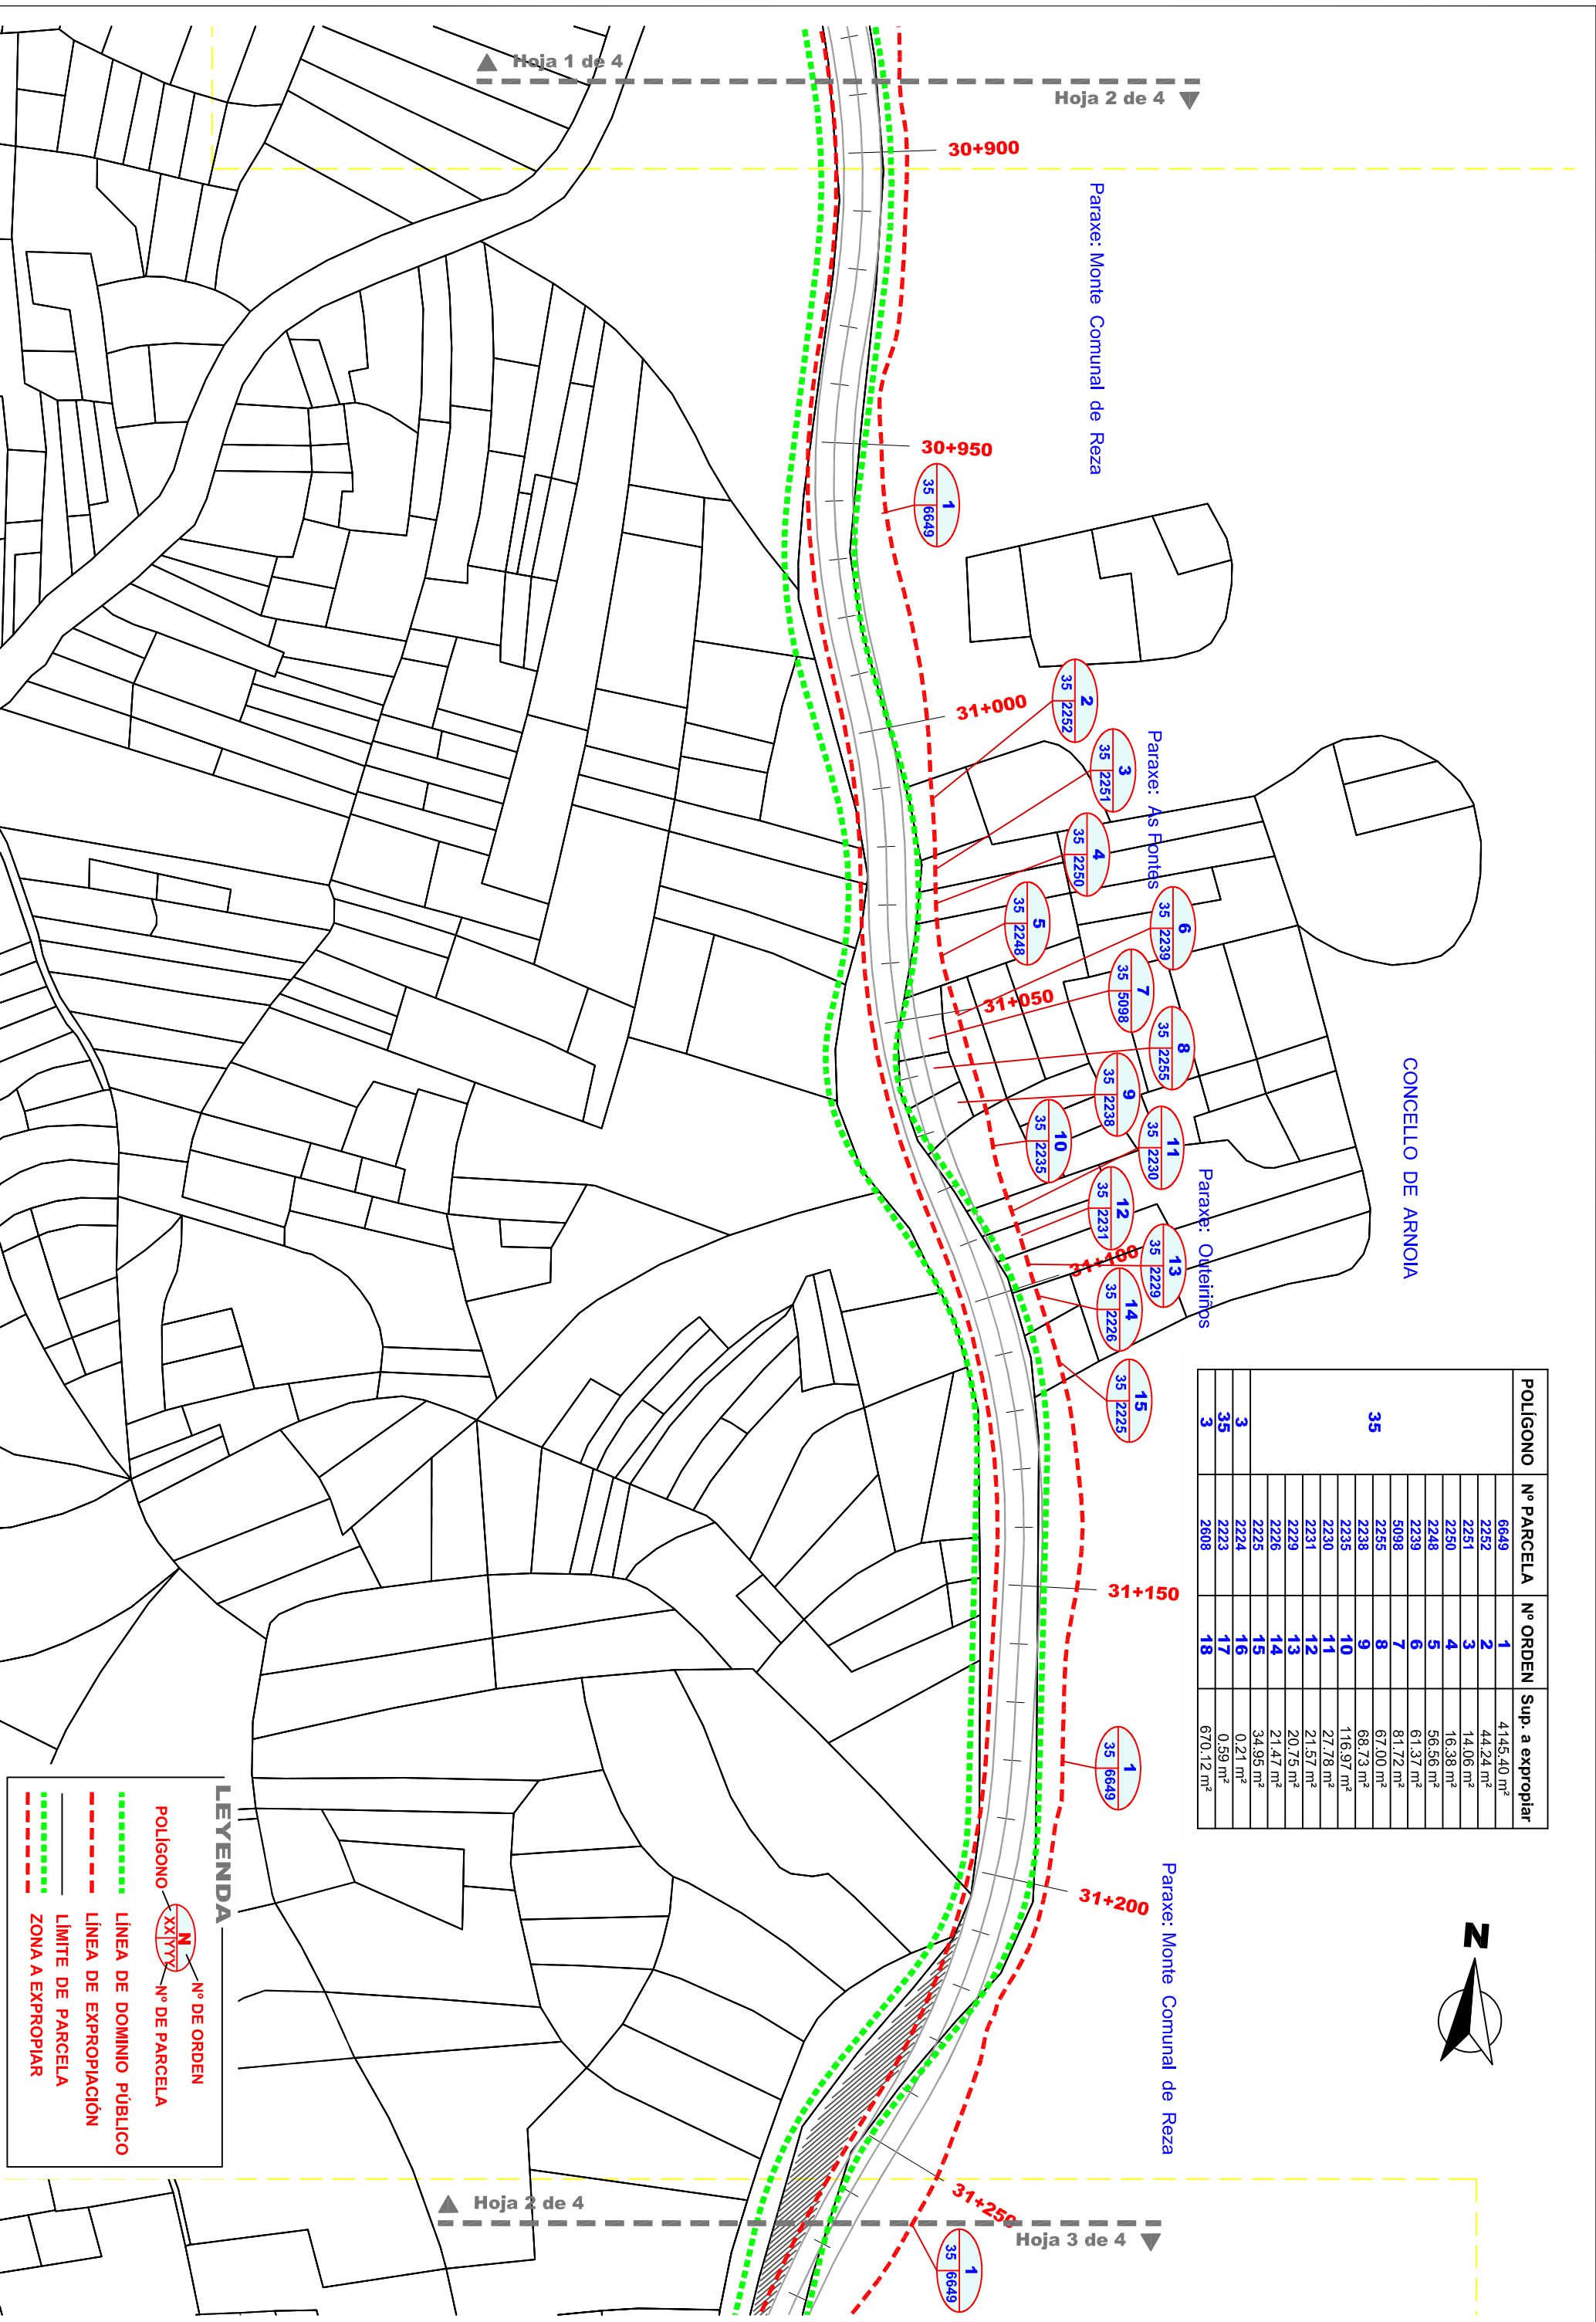 Hoja 1 de 4
Hoja 2 de 4
30+900
Paraxe: Monte Comunal de Reza
30+950
1
35 6649
31+000
2
35 2252
Paraxe: As Fontes
3
35 2251
4
35 2250
5
35 2248
6
35 2239
7
35 5098
31+050
8
35 2255
9
35 2238
10
35 2235
11
35 2230
CONCELLO DE ARNOIA
Paraxe: Outeiriños
12
35 2231
31+100
13
35 2229
14
35 2226
15
35 2225
POLÍGONO Nº PARCELA Nº ORDEN Sup. a expropiar
35 6649 1 4145.40 m²
2252 2 44.24 m²
2251 3 14.06 m²
2250 4 16.38 m²
2248 5 56.56 m²
2239 6 61.37 m²
5098 7 81.72 m²
2255 8 67.00 m²
2238 9 68.73 m²
2235 10 116.97 m²
2230 11 27.78 m²
2231 12 21.57 m²
2229 13 20.75 m²
2226 14 21.47 m²
2225 15 34.95 m²
3 2224 16 0.21 m²
35 2223 17 0.59 m²
3 2608 18 670.12 m²
31+150
1
35 6649
31+200
Paraxe: Monte Comunal de Reza
N
31+250
Hoja 2 de 4
Hoja 3 de 4
1
35 6649
LEYENDA
Nº DE ORDEN
N
XX YYY
POLÍGONO
Nº DE PARCELA
LÍNEA DE DOMINIO PÚBLICO
LÍNEA DE EXPROPIACIÓN
LÍMITE DE PARCELA
ZONA A EXPROPIAR